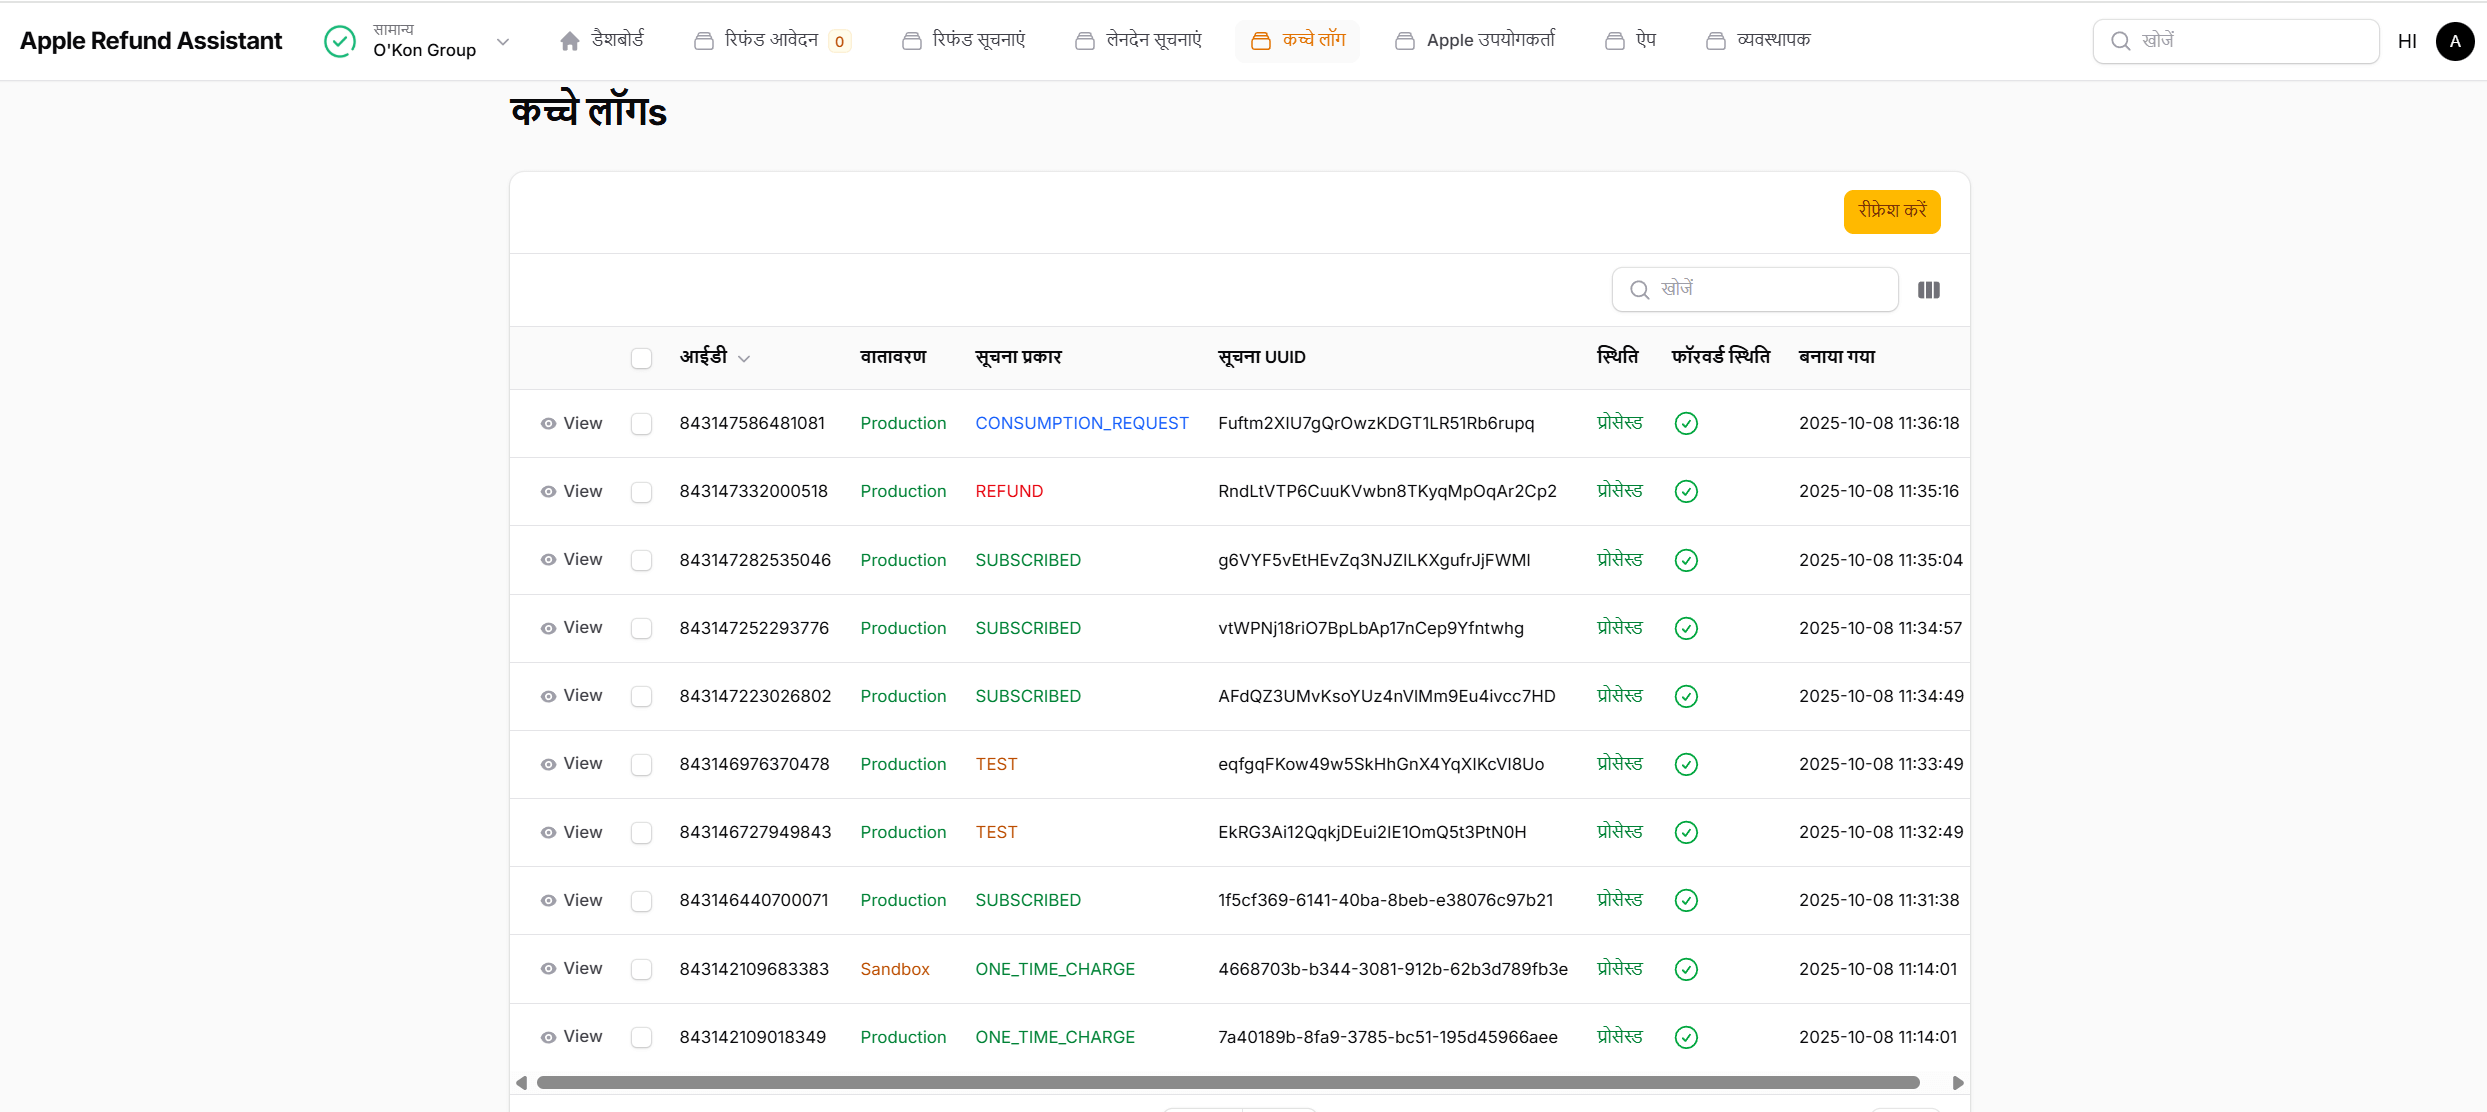 Apple Refund Assistant
सामान्य
O'Kon Group
डैशबोर्ड
रिफंड आवेदन 0
रिफंड सूचनाएं
लेनदेन सूचनाएं
कच्चे लॉग
Apple उपयोगकर्ता
ऐप
व्यवस्थापक
खोजें
HI
A
कच्चे लॉगs
रीफ्रेश करें
खोजें
आईडी वातावरण सूचना प्रकार सूचना UUID स्थिति फॉरवर्ड स्थिति बनाया गया
View 843147586481081 Production CONSUMPTION_REQUEST Fuftm2XIU7gQrOwzKDGT1LR51Rb6rupq प्रोसेस्ड 2025-10-08 11:36:18
View 843147332000518 Production REFUND RndLtVTP6CuuKVwbn8TKyqMpOqAr2Cp2 प्रोसेस्ड 2025-10-08 11:35:16
View 843147282535046 Production SUBSCRIBED g6VYF5vEtHEvZq3NJZILKXgufrJjFWMI प्रोसेस्ड 2025-10-08 11:35:04
View 843147252293776 Production SUBSCRIBED vtWPNj18riO7BpLbAp17nCep9Yfntwhg प्रोसेस्ड 2025-10-08 11:34:57
View 843147223026802 Production SUBSCRIBED AFdQZ3UMvKsoYUz4nVlMm9Eu4ivcc7HD प्रोसेस्ड 2025-10-08 11:34:49
View 843146976370478 Production TEST eqfgqFKow49w5SkHhGnX4YqXlKcVl8Uo प्रोसेस्ड 2025-10-08 11:33:49
View 843146727949843 Production TEST EkRG3Ai12QqkjDEui2IE1OmQ5t3PtN0H प्रोसेस्ड 2025-10-08 11:32:49
View 843146440700071 Production SUBSCRIBED 1f5cf369-6141-40ba-8beb-e38076c97b21 प्रोसेस्ड 2025-10-08 11:31:38
View 843142109683383 Sandbox ONE_TIME_CHARGE 4668703b-b344-3081-912b-62b3d789fb3e प्रोसेस्ड 2025-10-08 11:14:01
View 843142109018349 Production ONE_TIME_CHARGE 7a40189b-8fa9-3785-bc51-195d45966aee प्रोसेस्ड 2025-10-08 11:14:01